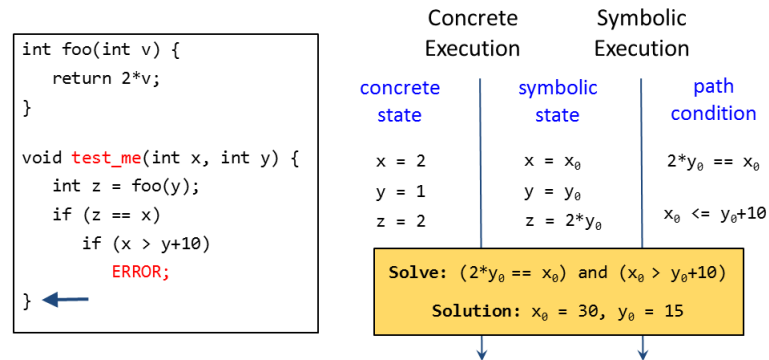 int foo(int v) {
return 2*v;
}
void test_me(int x, int y) {
int z = foo(y);
if (z == x)
if (x > y+10)
ERROR;
}
Concrete
Execution
Symbolic
Execution
concrete
state
symbolic
state
path
condition
x = 2
x = x₀
2*y₀ == x₀
y = 1
y = y₀
x₀ <= y₀+10
z = 2
z = 2*y₀
Solve: (2*y₀ == x₀) and (x₀ > y₀+10)
Solution: x₀ = 30, y₀ = 15